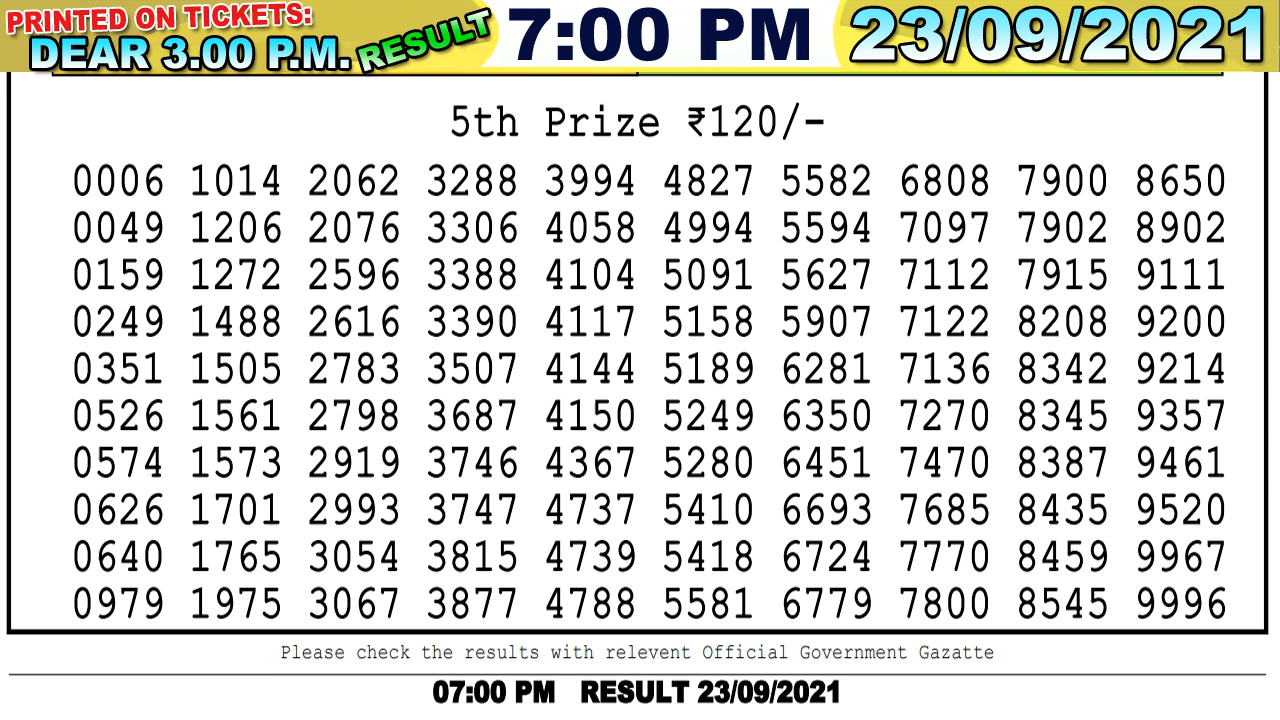 PRINTED ON TICKETS:
DEAR 3.00 P.M. RESULT 7:00 PM 23/09/2021
5th Prize ₹120/-
0006 1014 2062 3288 3994 4827 5582 6808 7900 8650
0049 1206 2076 3306 4058 4994 5594 7097 7902 8902
0159 1272 2596 3388 4104 5091 5627 7112 7915 9111
0249 1488 2616 3390 4117 5158 5907 7122 8208 9200
0351 1505 2783 3507 4144 5189 6281 7136 8342 9214
0526 1561 2798 3687 4150 5249 6350 7270 8345 9357
0574 1573 2919 3746 4367 5280 6451 7470 8387 9461
0626 1701 2993 3747 4737 5410 6693 7685 8435 9520
0640 1765 3054 3815 4739 5418 6724 7770 8459 9967
0979 1975 3067 3877 4788 5581 6779 7800 8545 9996
Please check the results with relevent Official Government Gazatte
07:00 PM RESULT 23/09/2021